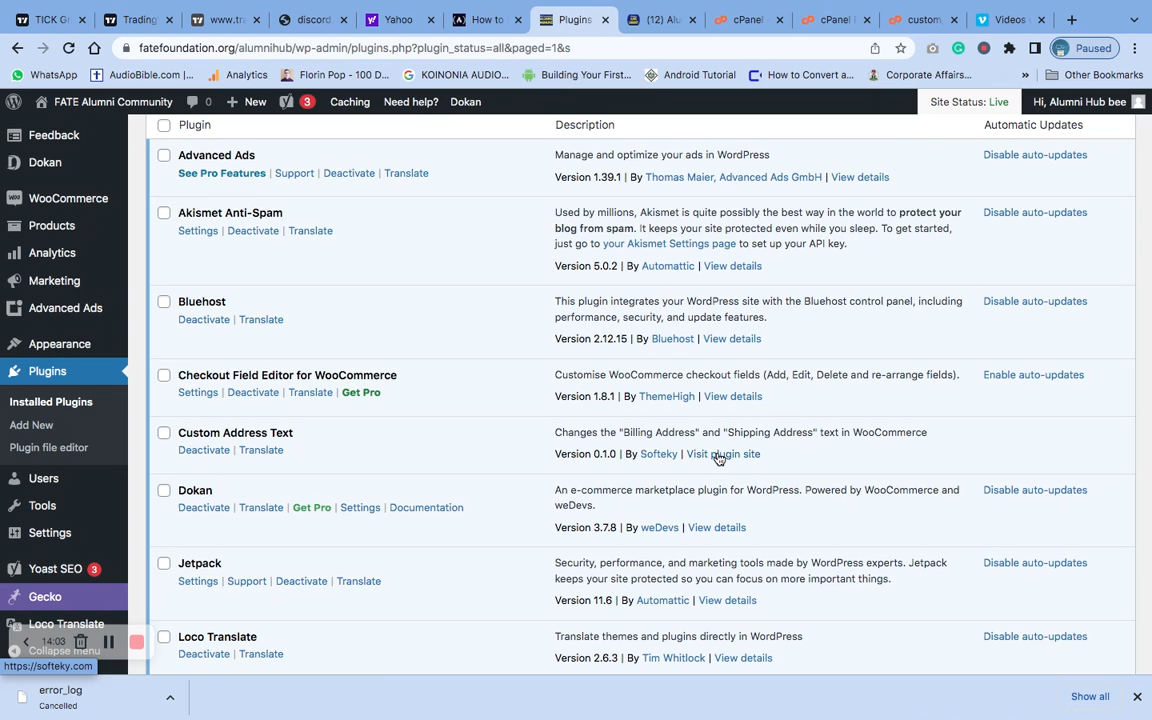 TICK Gr
Trading
www.tra
discord
Yahoo
How to
Plugins
(12) Alu
cPanel -
cPanel
custom
Videos
fatefoundation.org/alumnihub/wp-admin/plugins.php?plugin_status=all&paged=1&s
Paused
WhatsApp
AudioBible.com |...
Analytics
Florin Pop - 100 D...
KOINONIA AUDIO...
Building Your First...
Android Tutorial
How to Convert a...
Corporate Affairs...
»
Other Bookmarks
FATE Alumni Community
0
New
3
Caching
Need help?
Dokan
Site Status: Live
Hi, Alumni Hub bee
Feedback
Dokan
WooCommerce
Products
Analytics
Marketing
Advanced Ads
Appearance
Plugins
Installed Plugins
Add New
Plugin file editor
Users
Tools
Settings
Yoast SEO 3
Gecko
Loco Translate
Collapse menu
14:03
https://softeky.com
Plugin
Description
Automatic Updates
Advanced Ads
See Pro Features | Support | Deactivate | Translate
Manage and optimize your ads in WordPress
Version 1.39.1 | By Thomas Maier, Advanced Ads GmbH | View details
Disable auto-updates
Akismet Anti-Spam
Settings | Deactivate | Translate
Used by millions, Akismet is quite possibly the best way in the world to protect your
blog from spam. It keeps your site protected even while you sleep. To get started,
just go to your Akismet Settings page to set up your API key.
Version 5.0.2 | By Automattic | View details
Disable auto-updates
Bluehost
Deactivate | Translate
This plugin integrates your WordPress site with the Bluehost control panel, including
performance, security, and update features.
Version 2.12.15 | By Bluehost | View details
Disable auto-updates
Checkout Field Editor for WooCommerce
Settings | Deactivate | Translate | Get Pro
Customise WooCommerce checkout fields (Add, Edit, Delete and re-arrange fields).
Version 1.8.1 | By ThemeHigh | View details
Enable auto-updates
Custom Address Text
Deactivate | Translate
Changes the "Billing Address" and "Shipping Address" text in WooCommerce
Version 0.1.0 | By Softeky | Visit plugin site
Dokan
Deactivate | Translate | Get Pro | Settings | Documentation
An e-commerce marketplace plugin for WordPress. Powered by WooCommerce and
weDevs.
Version 3.7.8 | By weDevs | View details
Disable auto-updates
Jetpack
Settings | Support | Deactivate | Translate
Security, performance, and marketing tools made by WordPress experts. Jetpack
keeps your site protected so you can focus on more important things.
Version 11.6 | By Automattic | View details
Disable auto-updates
Loco Translate
Deactivate | Translate
Translate themes and plugins directly in WordPress
Version 2.6.3 | By Tim Whitlock | View details
Disable auto-updates
error_log
Cancelled
Show all